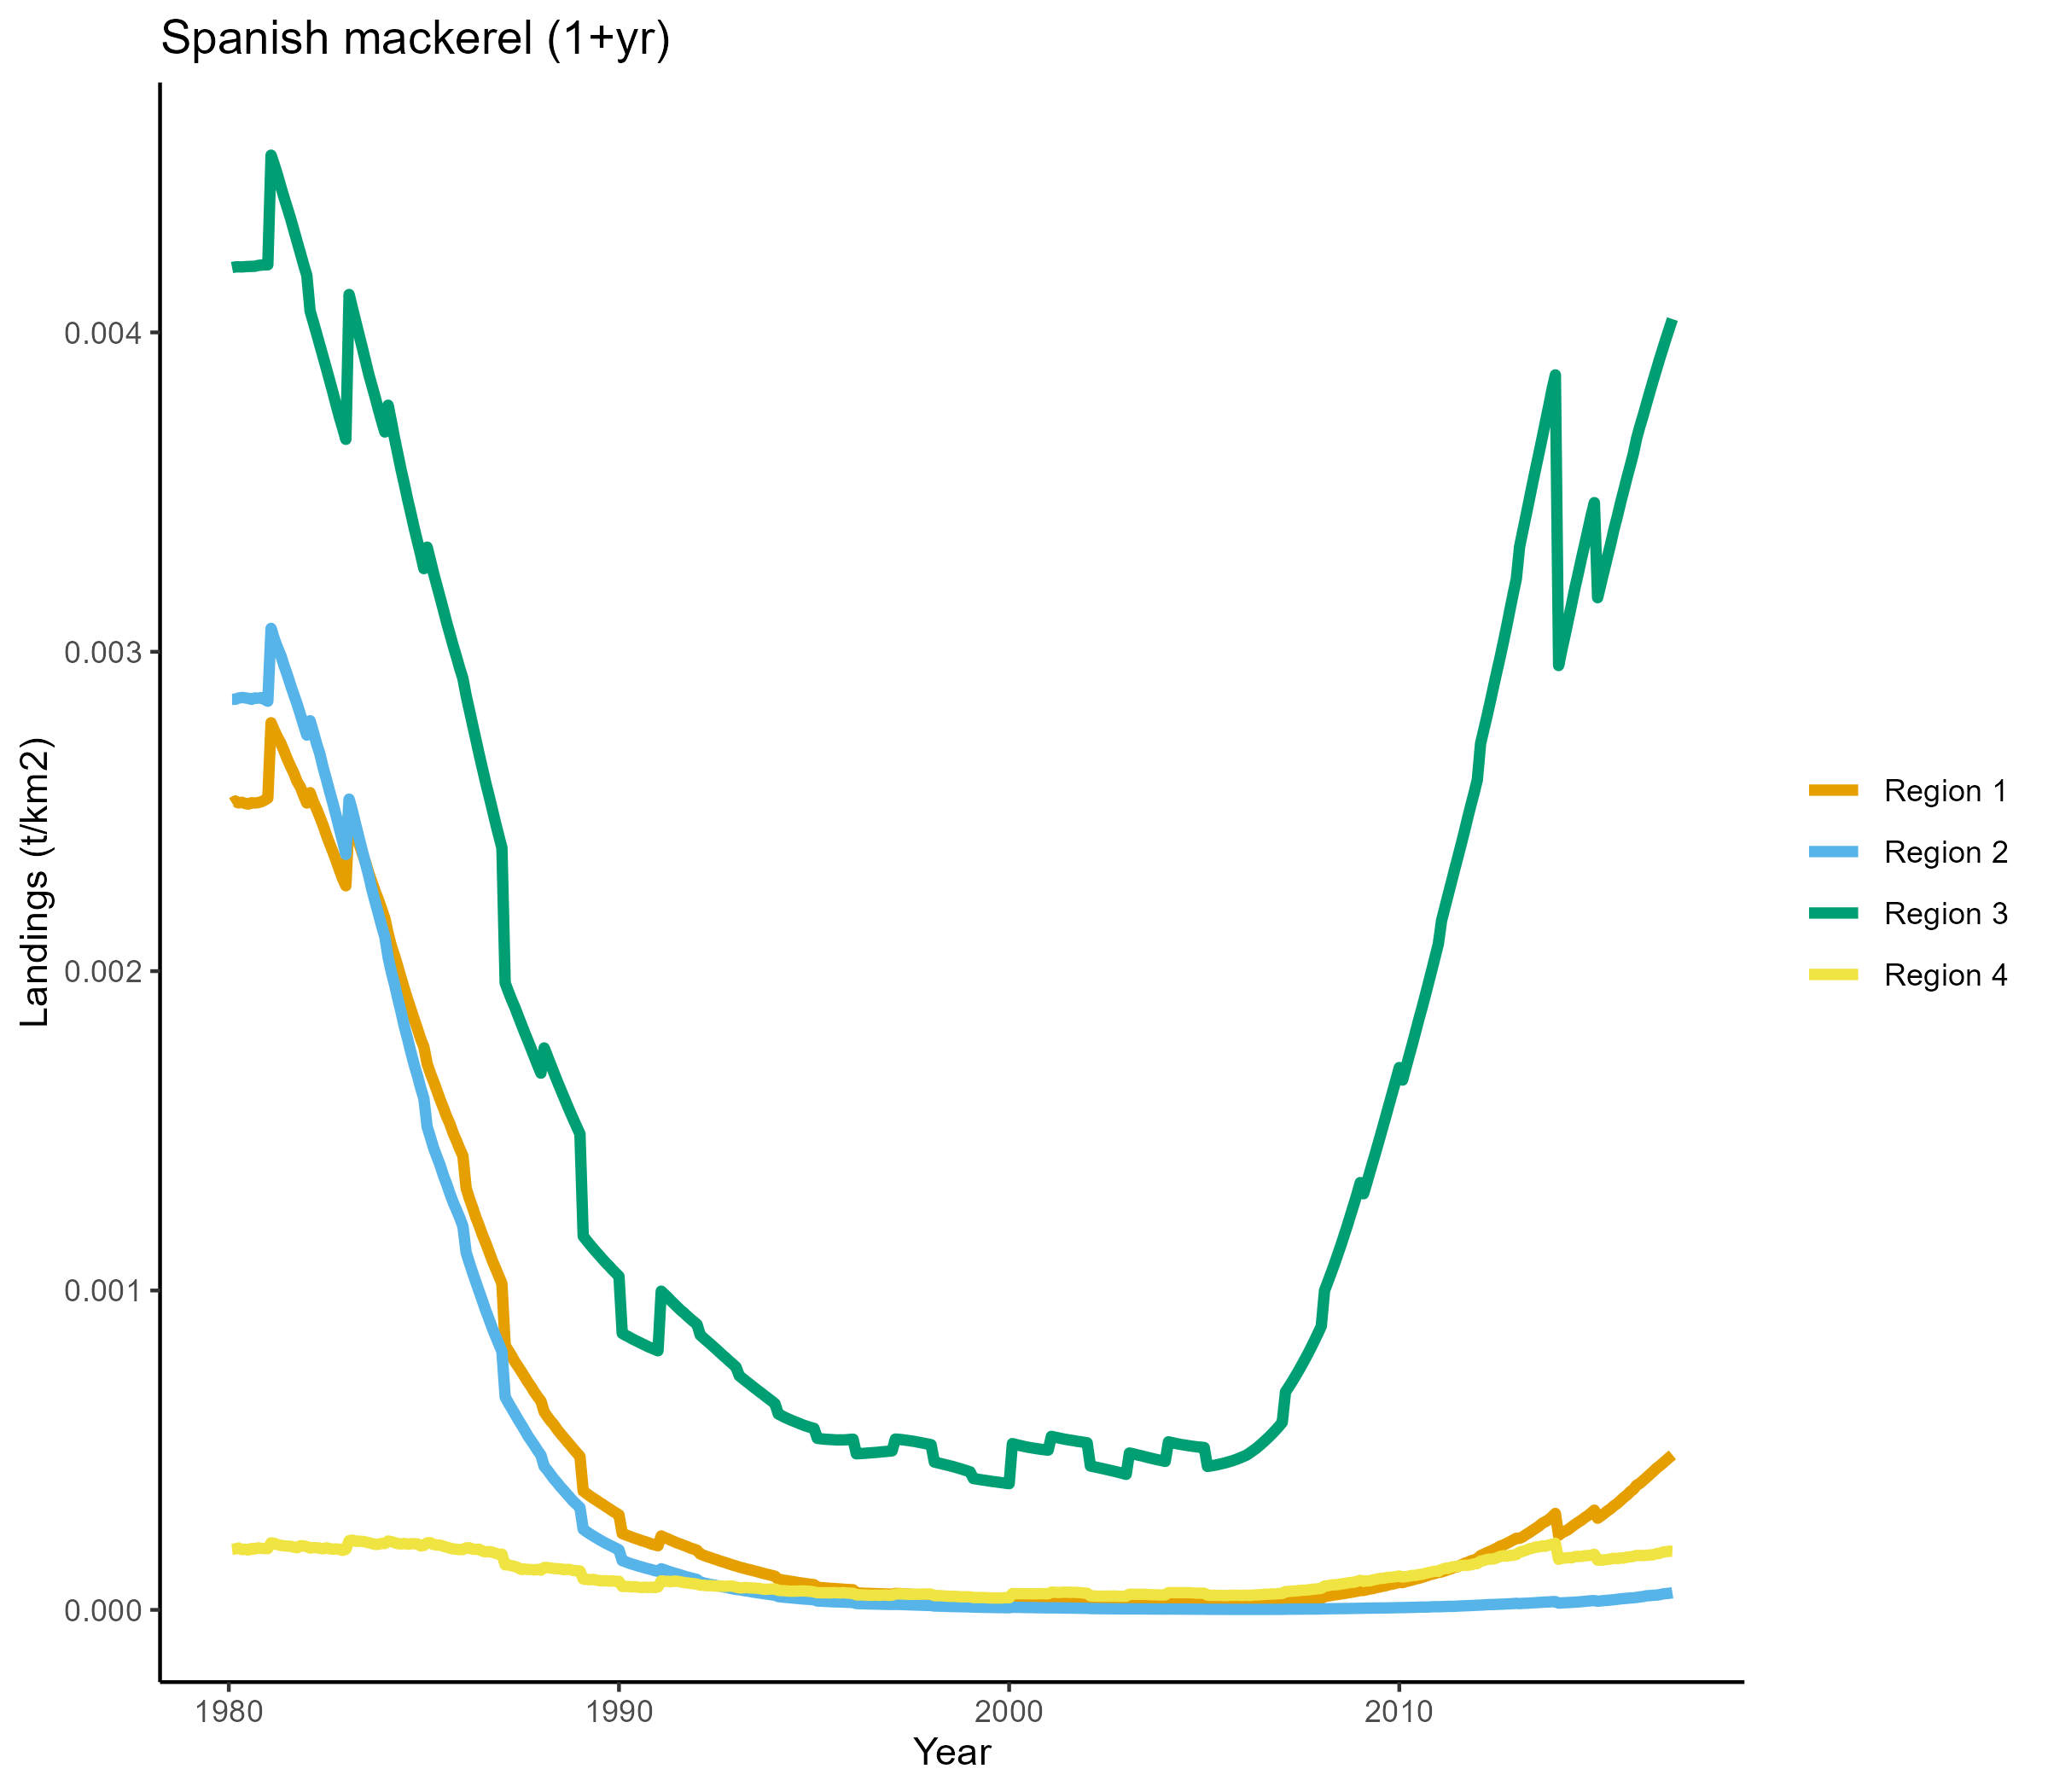 Spanish mackerel (1+yr)
Landings (t/km2)
0.004
0.003
0.002
0.001
0.000
1980
1990
2000
2010
Year
Region 1
Region 2
Region 3
Region 4